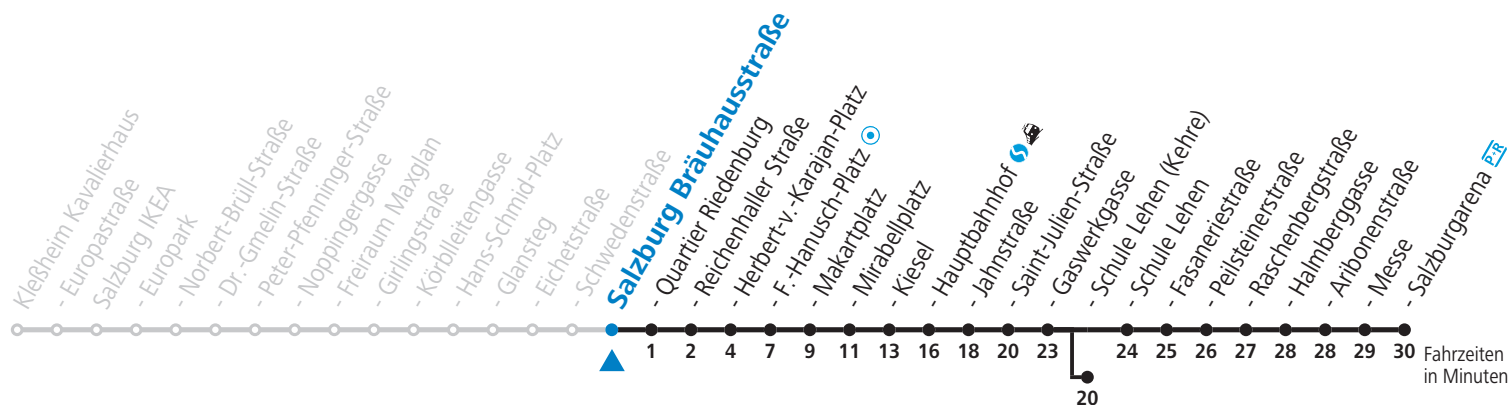 Kleßheim Kavalierhaus
- Europastraße
Salzburg IKEA
- Europark
- Norbert-Brüll-Straße
- Dr.-Gmelin-Straße
- Peter-Pfenninger-Straße
- Noppingergasse
- Freiraum Maxglan
- Girlingstraße
- Körblleitengasse
- Hans-Schmid-Platz
- Glansteg
- Eichetstraße
- Schwedenstraße
Salzburg Bräuhausstraße
- Quartier Riedenburg
- Reichenhaller Straße
- Herbert-v.-Karajan-Platz
- F.-Hanusch-Platz
- Makartplatz
- Mirabellplatz
- Kiesel
- Hauptbahnhof
- Jahnstraße
- Saint-Julien-Straße
- Gaswerkgasse
- Schule Lehen (Kehre)
- Schule Lehen
- Fasaneriestraße
- Peilsteinerstraße
- Raschenbergstraße
- Halmberggasse
- Aribonenstraße
- Messe
- Salzburgarena P+R
1 2 4 7 9 11 13 16 18 20 23 24 25 26 27 28 28 29 30 Fahrzeiten
in Minuten
20